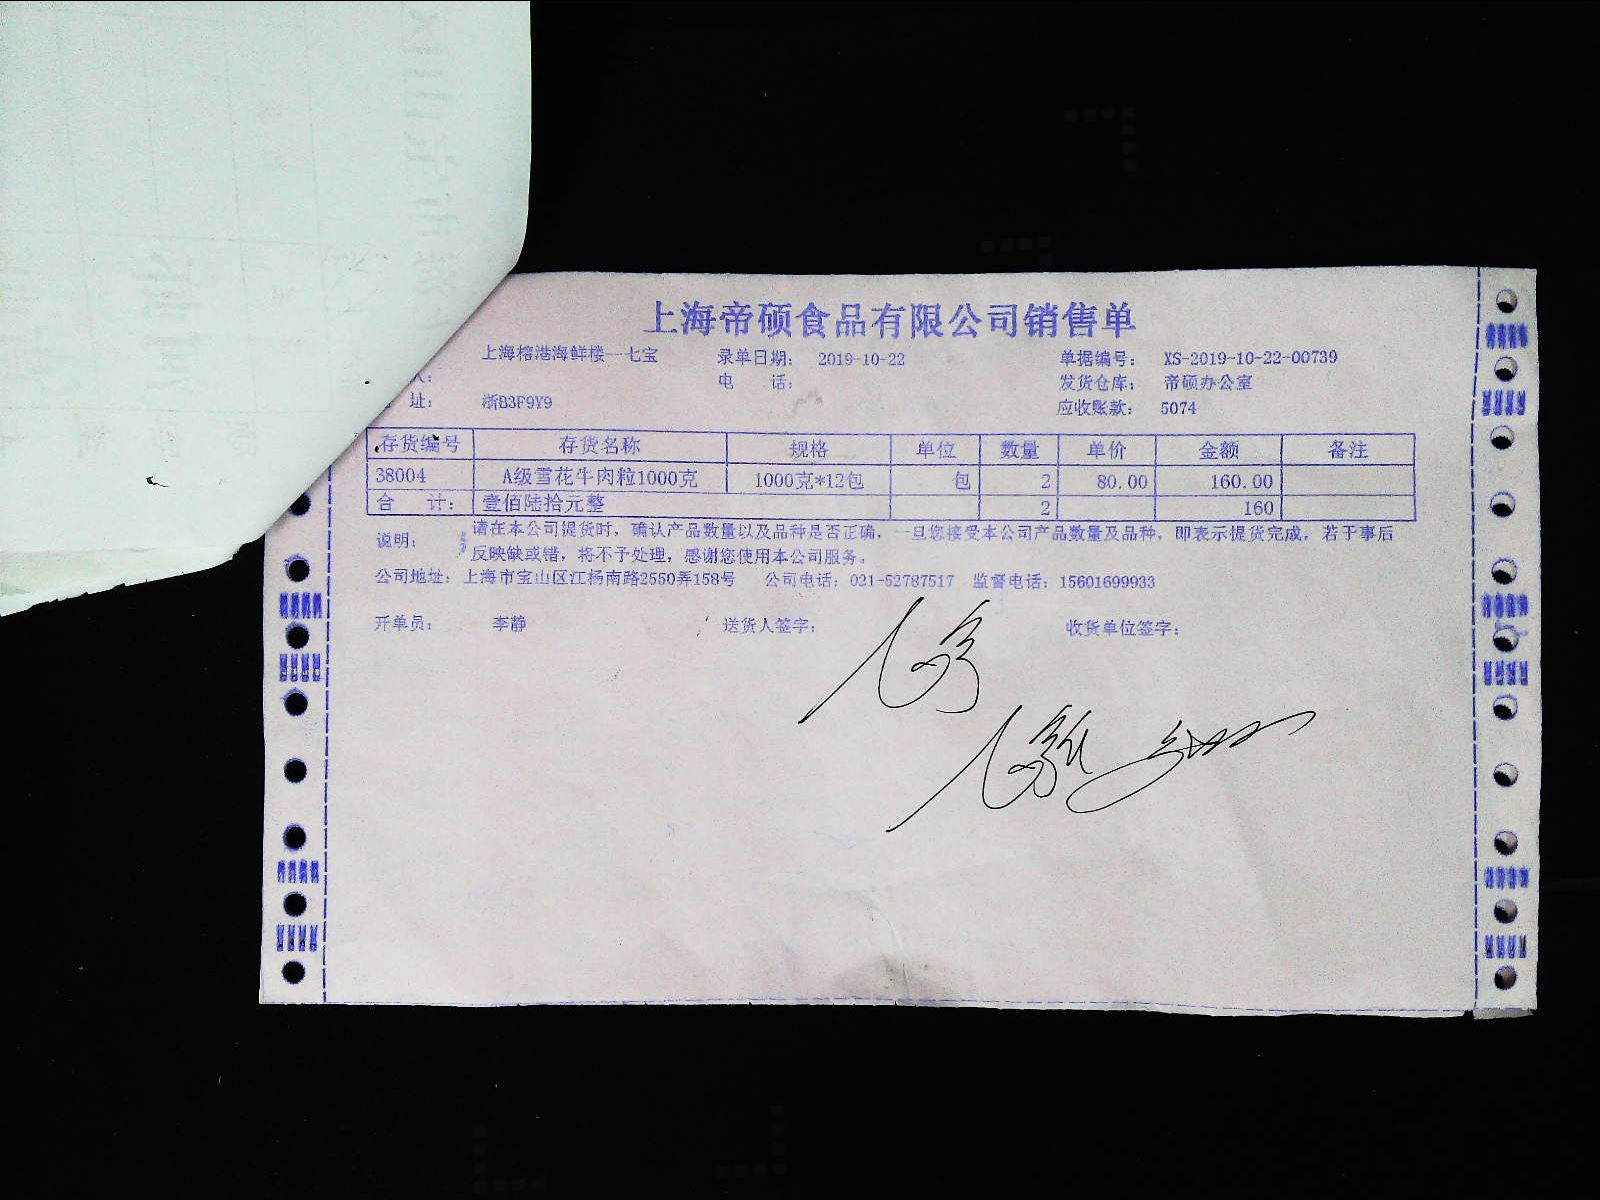 上海帝硕食品有限公司销售单
上海榕港海鲜楼--七宝 录单日期: 2019-10-22 单据编号: XS-2019-10-22-00739
人: 电 话: 发货仓库: 帝硕办公室
址: 浙B3F9Y9 应收账款: 5074
存货编号 存货名称 规格 单位 数量 单价 金额 备注
38004 A级雪花牛肉粒1000克 1000克*12包 包 2 80.00 160.00
合 计: 壹佰陆拾元整 2 160
说明: 请在本公司提货时, 确认产品数量以及品种是否正确, 一旦您接受本公司产品数量及品种, 即表示提货完成, 若于事后
反映缺或错, 将不予处理, 感谢您使用本公司服务。
公司地址: 上海市宝山区江杨南路2550弄158号 公司电话: 021-52787517 监督电话: 15601699933
开单员: 李静 送货人签字: 收货单位签字: